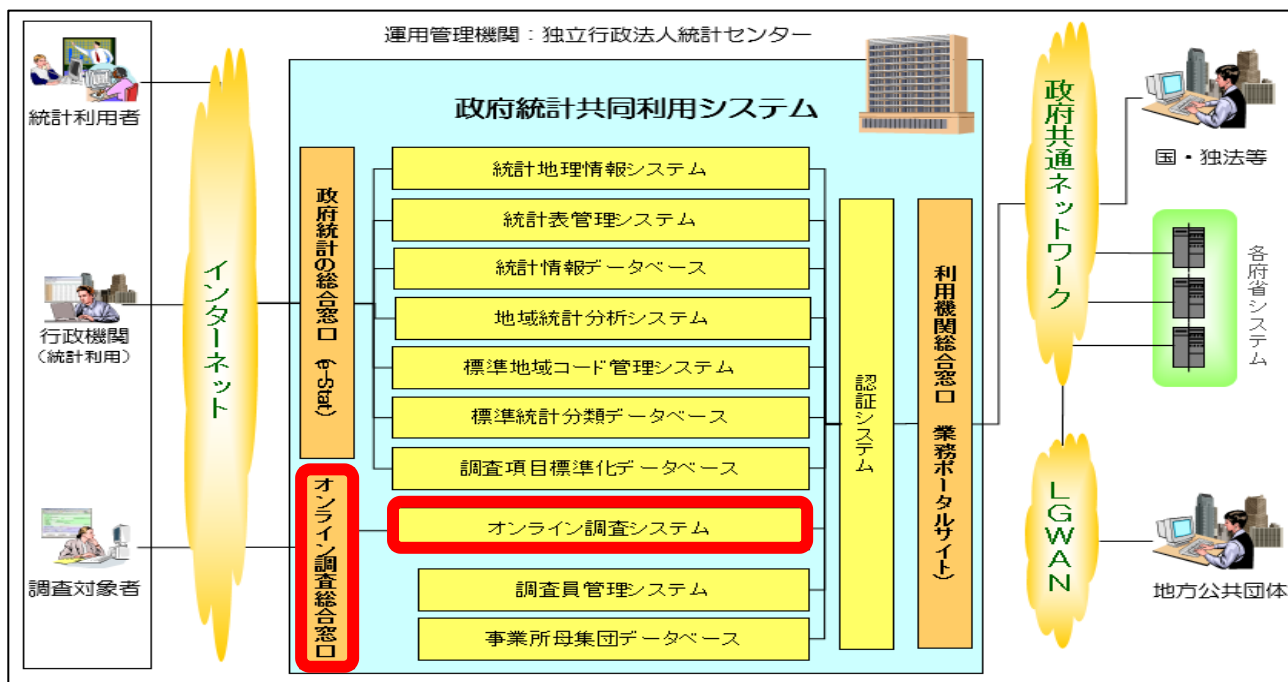 運用管理機関：独立行政法人統計センター
統計利用者
行政機関
（統計利用）
調査対象者
インターネット
政府統計共同利用システム
政府統計の総合窓口（e-Stat）
オンライン調査総合窓口
統計地理情報システム
統計表管理システム
統計情報データベース
地域統計分析システム
標準地域コード管理システム
標準統計分類データベース
調査項目標準化データベース
オンライン調査システム
調査員管理システム
事業所母集団データベース
認証システム
利用機関総合窓口（業務ポータルサイト）
政府共通ネットワーク
LGWAN
国・独法等
各府省システム
地方公共団体